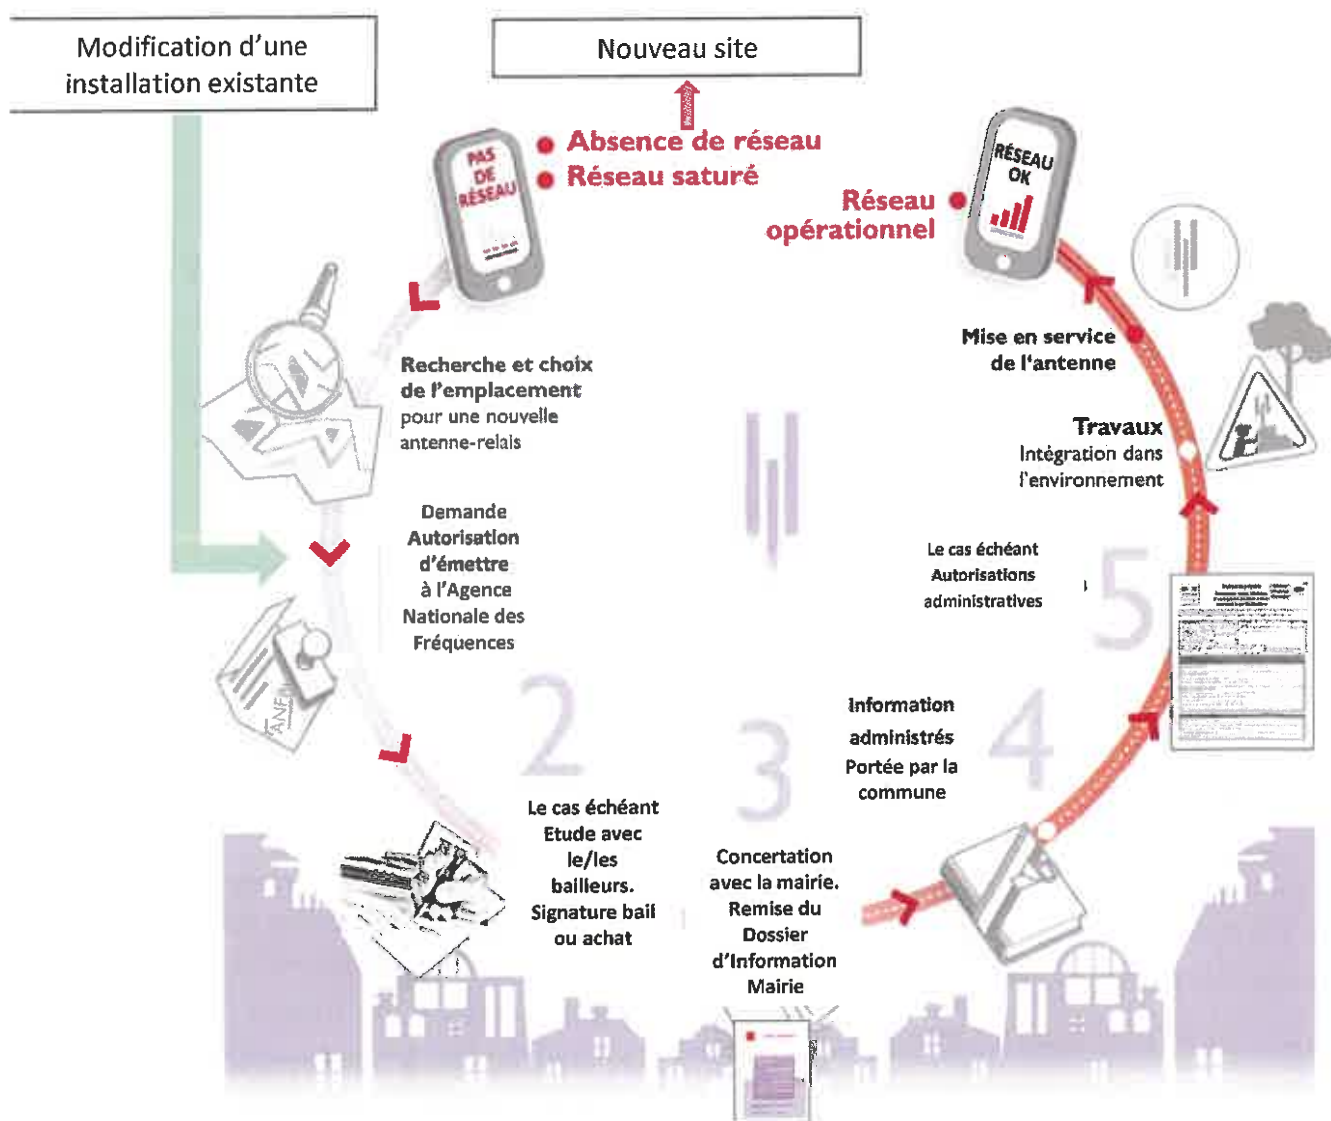 Modification d'une
installation existante
Nouveau site
PAS
DE
RÉSEAU
Absence de réseau
Réseau saturé
Réseau
opérationnel
RÉSEAU
OK
Recherche et choix
de l'emplacement
pour une nouvelle
antenne-relais
Demande
Autorisation
d'émettre
à l'Agence
Nationale des
Fréquences
ANF
2
Le cas échéant
Etude avec
le/les
bailleurs.
Signature bail
ou achat
3
Concertation
avec la mairie.
Remise du
Dossier
d'Information
Mairie
4
Information
administrés
Portée par la
commune
5
Le cas échéant
Autorisations
administratives
Travaux
Intégration dans
l'environnement
Mise en service
de l'antenne